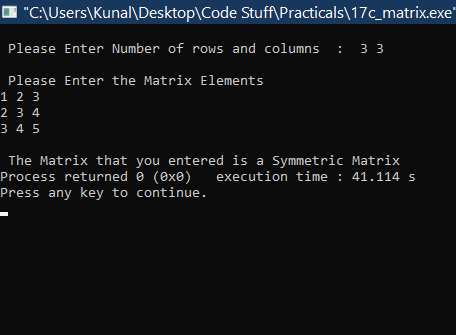 "C:\Users\Kunal\Desktop\Code Stuff\Practicals\17c_matrix.exe"
Please Enter Number of rows and columns  :  3 3
Please Enter the Matrix Elements
1 2 3
2 3 4
3 4 5
The Matrix that you entered is a Symmetric Matrix
Process returned 0 (0x0)   execution time : 41.114 s
Press any key to continue.